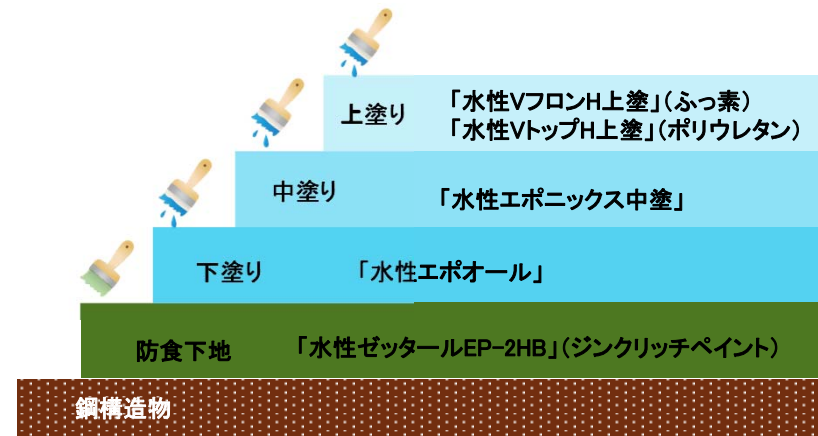 上塗り 「水性VフロンH上塗」(ふっ素)
「水性VトップH上塗」(ポリウレタン)
中塗り 「水性エポニックス中塗」
下塗り 「水性エポオール」
防食下地 「水性ゼッタールEP-2HB」(ジンクリッチペイント)
鋼構造物